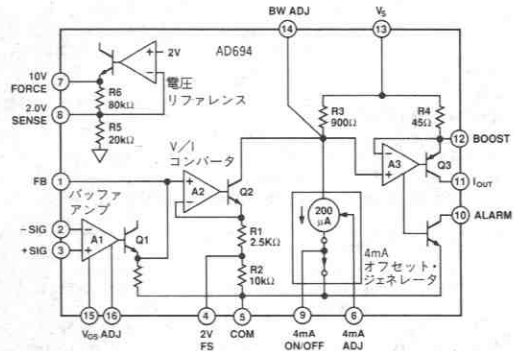 BW ADJ
VS
14
13
AD694
2V
10V
FORCE
7
R6
80kΩ
電圧
リファレンス
2.0V
SENSE
6
R5
20kΩ
R3
900Ω
R4
45Ω
12
BOOST
V/I
コンバータ
A3
Q3
11
IOUT
FB
1
バッファ
アンプ
A2
Q2
200
μA
10
ALARM
−SIG
2
+SIG
3
A1
Q1
R1
2.5KΩ
R2
10kΩ
4mA
オフセット・
ジェネレータ
15
16
4
5
9
6
VOS ADJ
2V
FS
COM
4mA
ON/OFF
4mA
ADJ